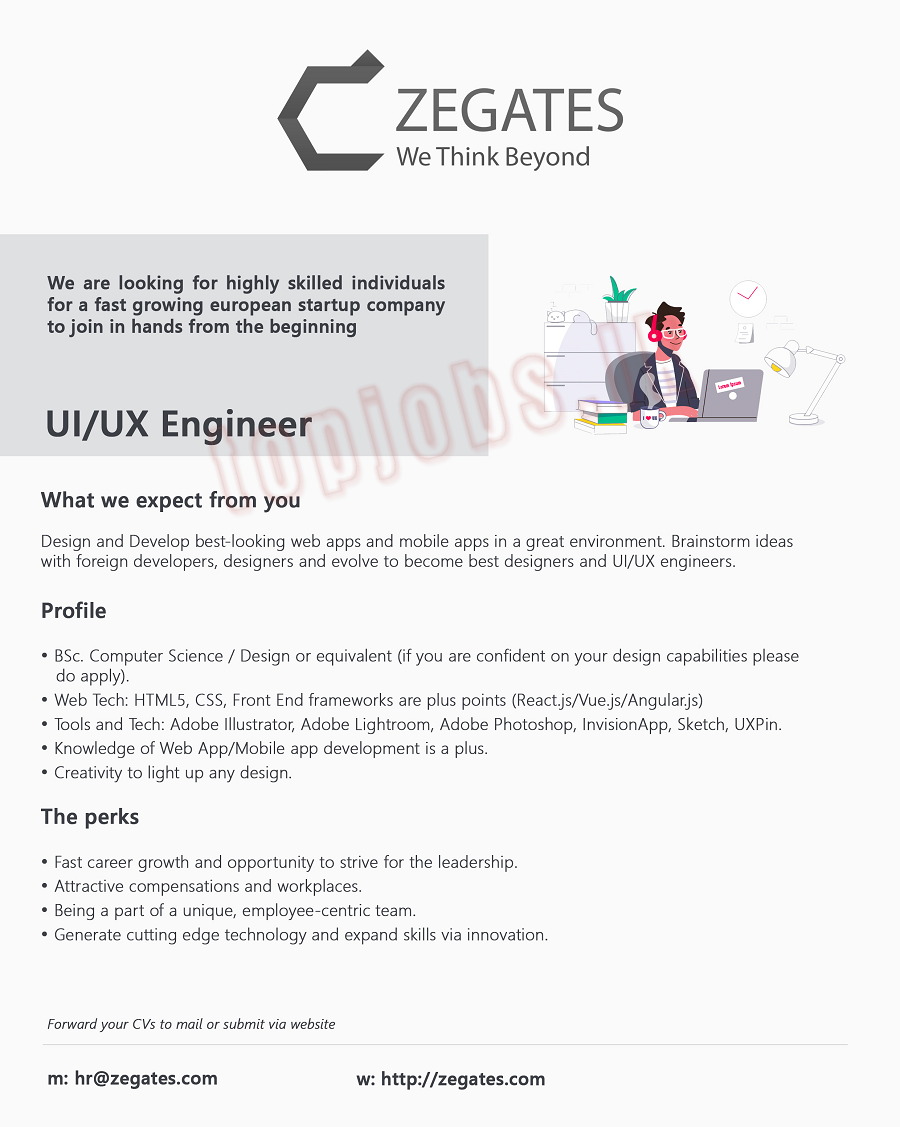 ZEGATES
We Think Beyond
We are looking for highly skilled individuals
for a fast growing european startup company
to join in hands from the beginning
UI/UX Engineer
topjobs
Lorem Ipsum
What we expect from you
Design and Develop best-looking web apps and mobile apps in a great environment. Brainstorm ideas
with foreign developers, designers and evolve to become best designers and UI/UX engineers.
Profile
• BSc. Computer Science / Design or equivalent (if you are confident on your design capabilities please
do apply).
• Web Tech: HTML5, CSS, Front End frameworks are plus points (React.js/Vue.js/Angular.js)
• Tools and Tech: Adobe Illustrator, Adobe Lightroom, Adobe Photoshop, InvisionApp, Sketch, UXPin.
• Knowledge of Web App/Mobile app development is a plus.
• Creativity to light up any design.
The perks
• Fast career growth and opportunity to strive for the leadership.
• Attractive compensations and workplaces.
• Being a part of a unique, employee-centric team.
• Generate cutting edge technology and expand skills via innovation.
Forward your CVs to mail or submit via website
m: hr@zegates.com
w: http://zegates.com